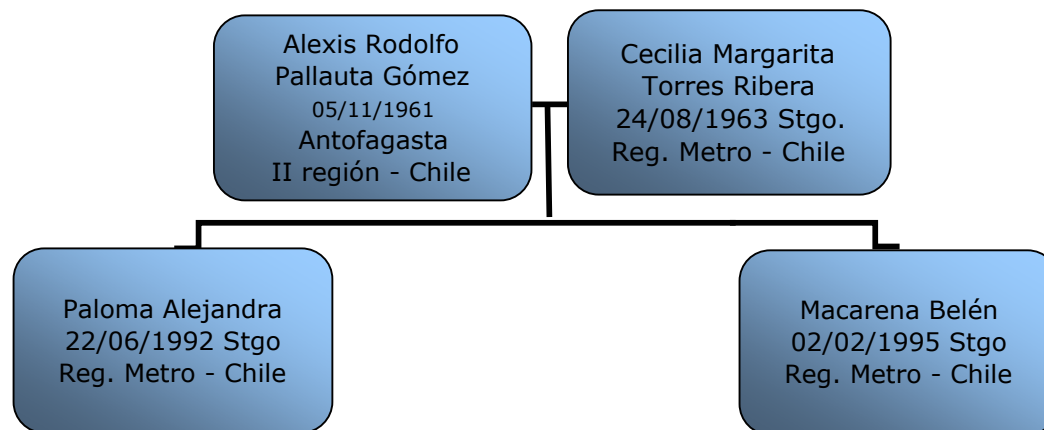 Alexis Rodolfo
Pallauta Gómez
05/11/1961
Antofagasta
II región - Chile
Cecilia Margarita
Torres Ribera
24/08/1963 Stgo.
Reg. Metro - Chile
Paloma Alejandra
22/06/1992 Stgo
Reg. Metro - Chile
Macarena Belén
02/02/1995 Stgo
Reg. Metro - Chile